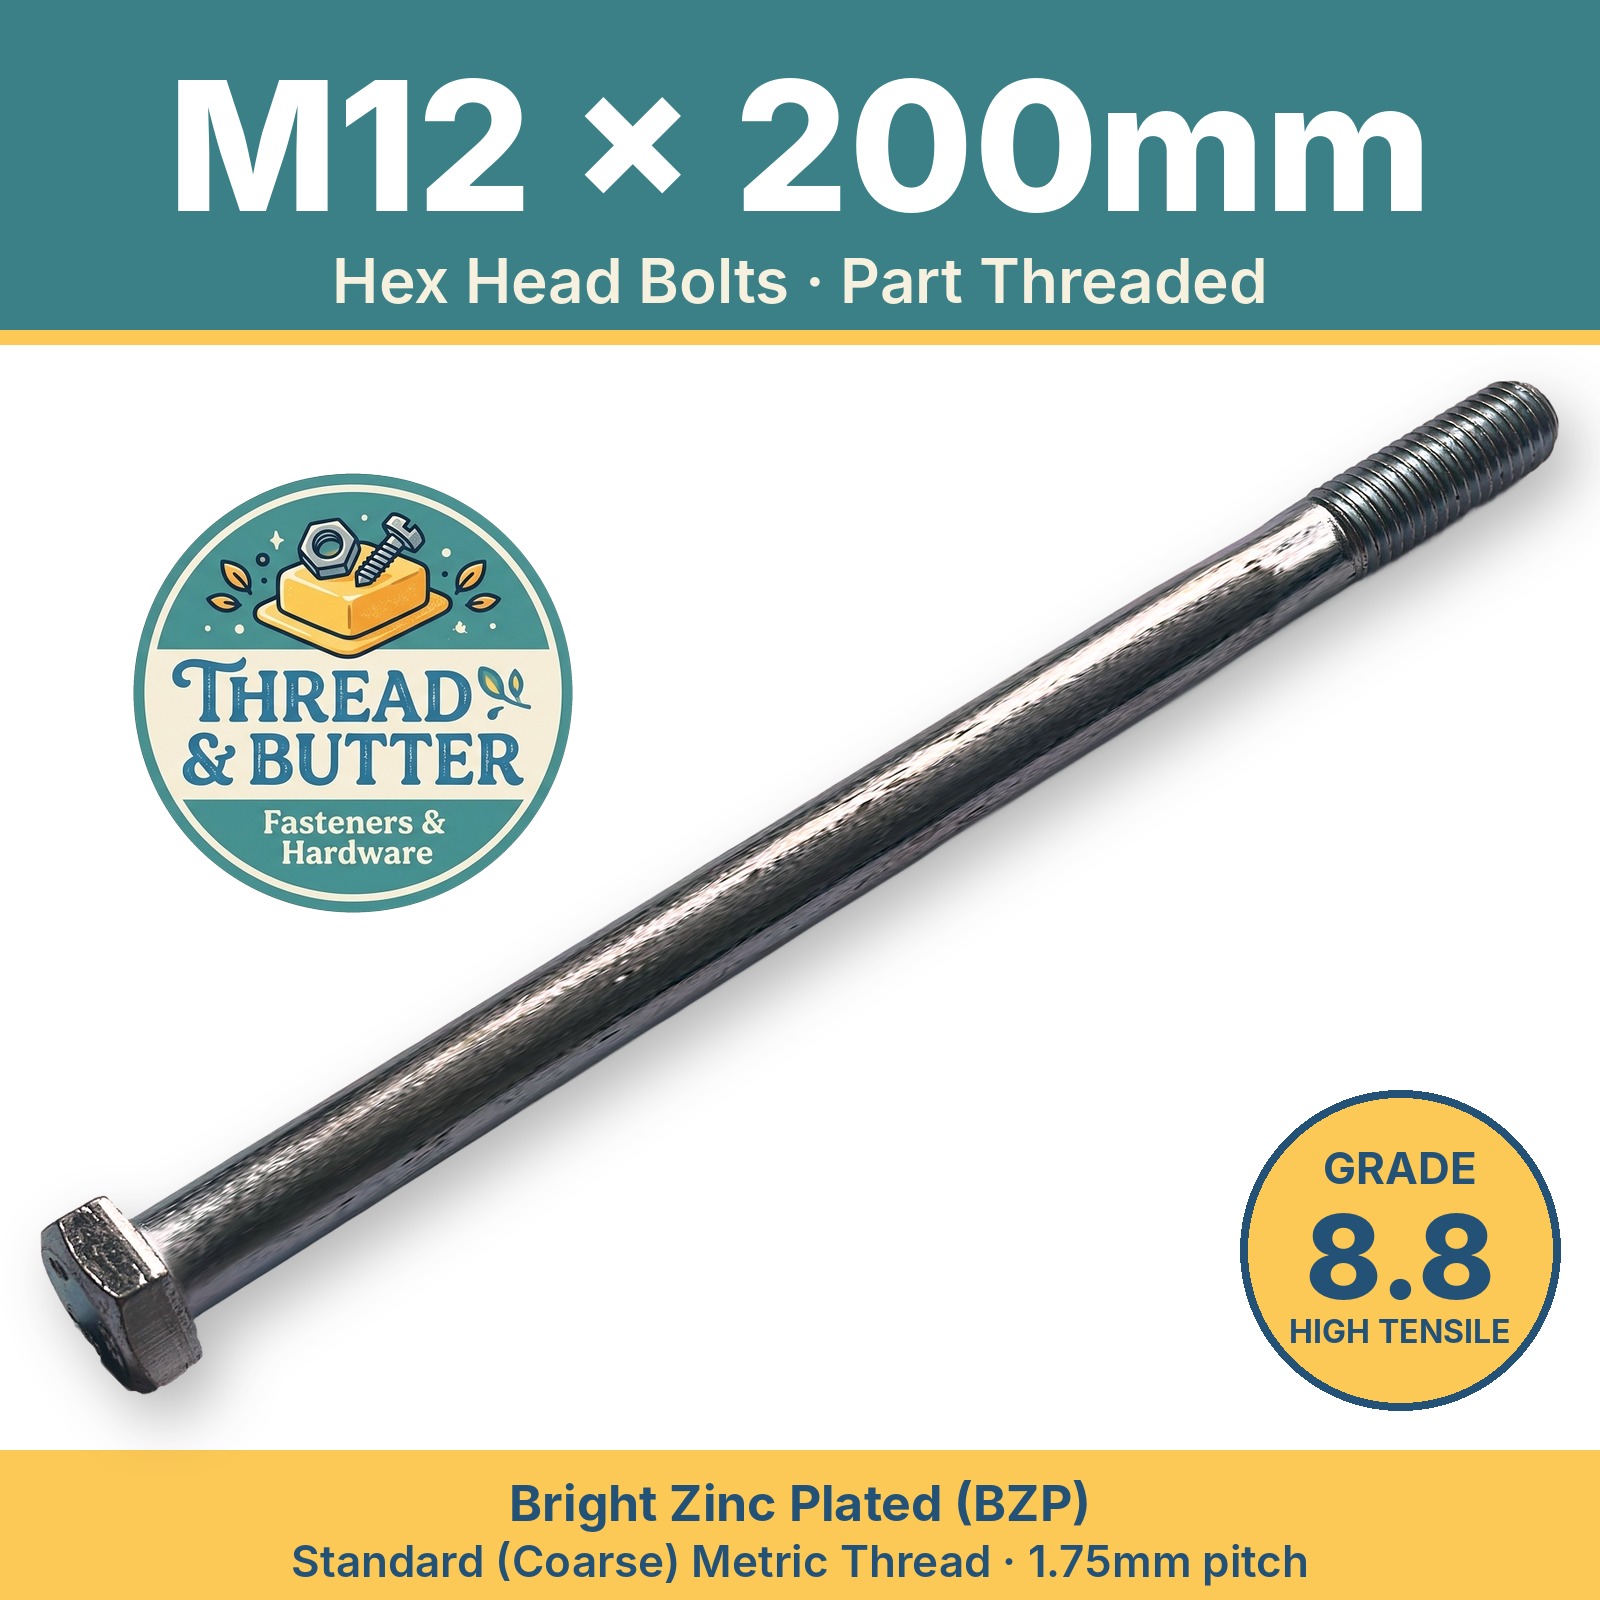 M12 × 200mm
Hex Head Bolts · Part Threaded
THREAD
& BUTTER
Fasteners &
Hardware
GRADE
8.8
HIGH TENSILE
Bright Zinc Plated (BZP)
Standard (Coarse) Metric Thread · 1.75mm pitch